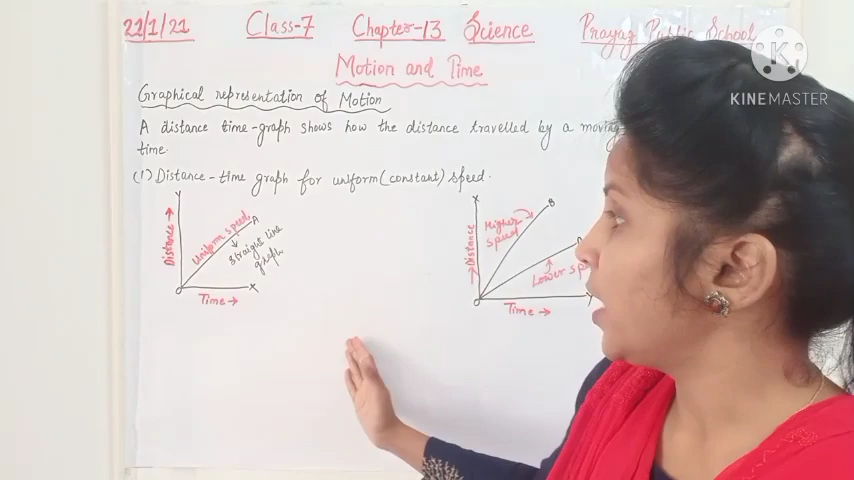 22/1/21 Class-7 Chapter-13 Science Prayag Public School
KINEMASTER
Motion and Time
Graphical representation of Motion
A distance time-graph shows how the distance travelled by a moving
time.
(1) Distance-time graph for uniform (constant) speed.
Y
Distance →
Uniform speed
A
Straight line
graph
O
Time →
X
Y
Distance
Higher
speed
B
Lower
O
Time →